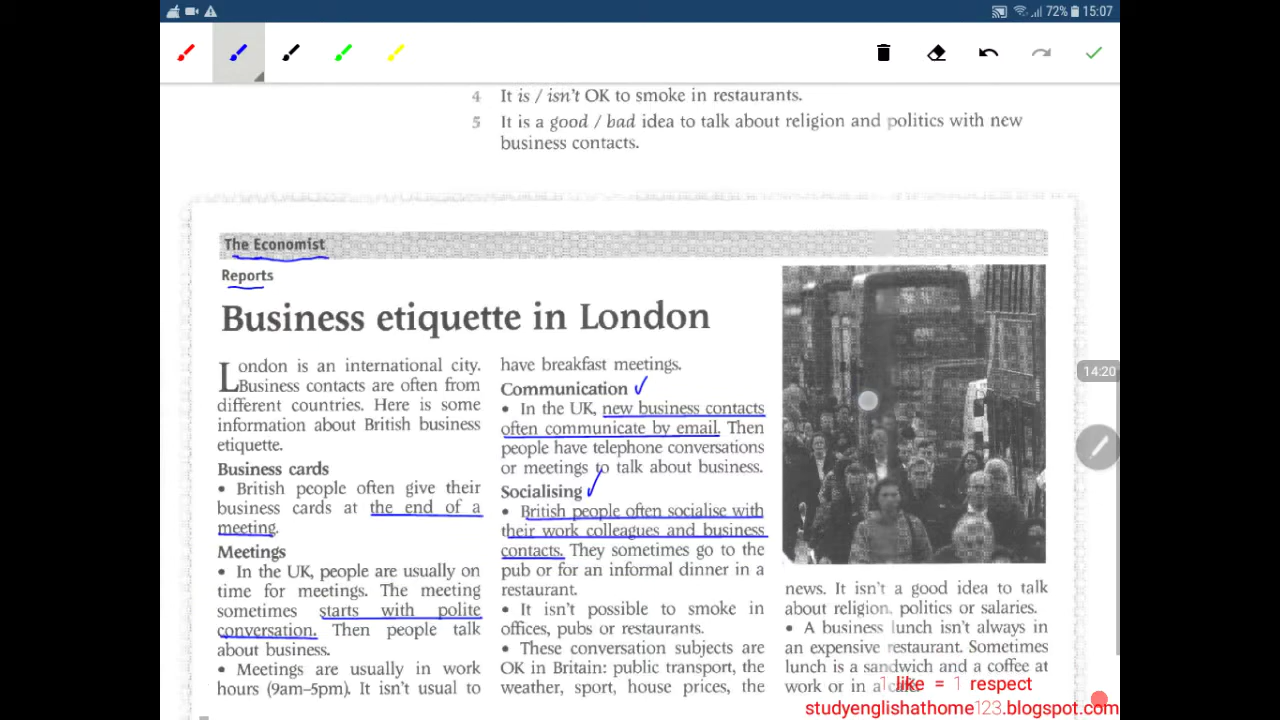 72% 15:07
4 It is / isn't OK to smoke in restaurants.
5 It is a good / bad idea to talk about religion and politics with new
business contacts.
The Economist
Reports
Business etiquette in London
London is an international city.
Business contacts are often from
different countries. Here is some
information about British business
etiquette.
Business cards
• British people often give their
business cards at the end of a
meeting.
Meetings
• In the UK, people are usually on
time for meetings. The meeting
sometimes starts with polite
conversation. Then people talk
about business.
• Meetings are usually in work
hours (9am–5pm). It isn't usual to
have breakfast meetings.
Communication
• In the UK, new business contacts
often communicate by email. Then
people have telephone conversations
or meetings to talk about business.
Socialising
• British people often socialise with
their work colleagues and business
contacts. They sometimes go to the
pub or for an informal dinner in a
restaurant.
• It isn't possible to smoke in
offices, pubs or restaurants.
• These conversation subjects are
OK in Britain: public transport, the
weather, sport, house prices, the
news. It isn't a good idea to talk
about religion, politics or salaries.
• A business lunch isn't always in
an expensive restaurant. Sometimes
lunch is a sandwich and a coffee at
work or in a
14:20
1 like = 1 respect
studyenglishathome123.blogspot.com